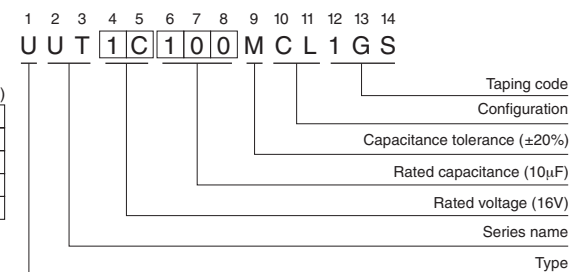 1 2 3 4 5 6 7 8 9 10 11 12 13 14
U U T 1 C 1 0 0 M C L 1 G S
)
Taping code
Configuration
Capacitance tolerance (±20%)
Rated capacitance (10μF)
Rated voltage (16V)
Series name
Type